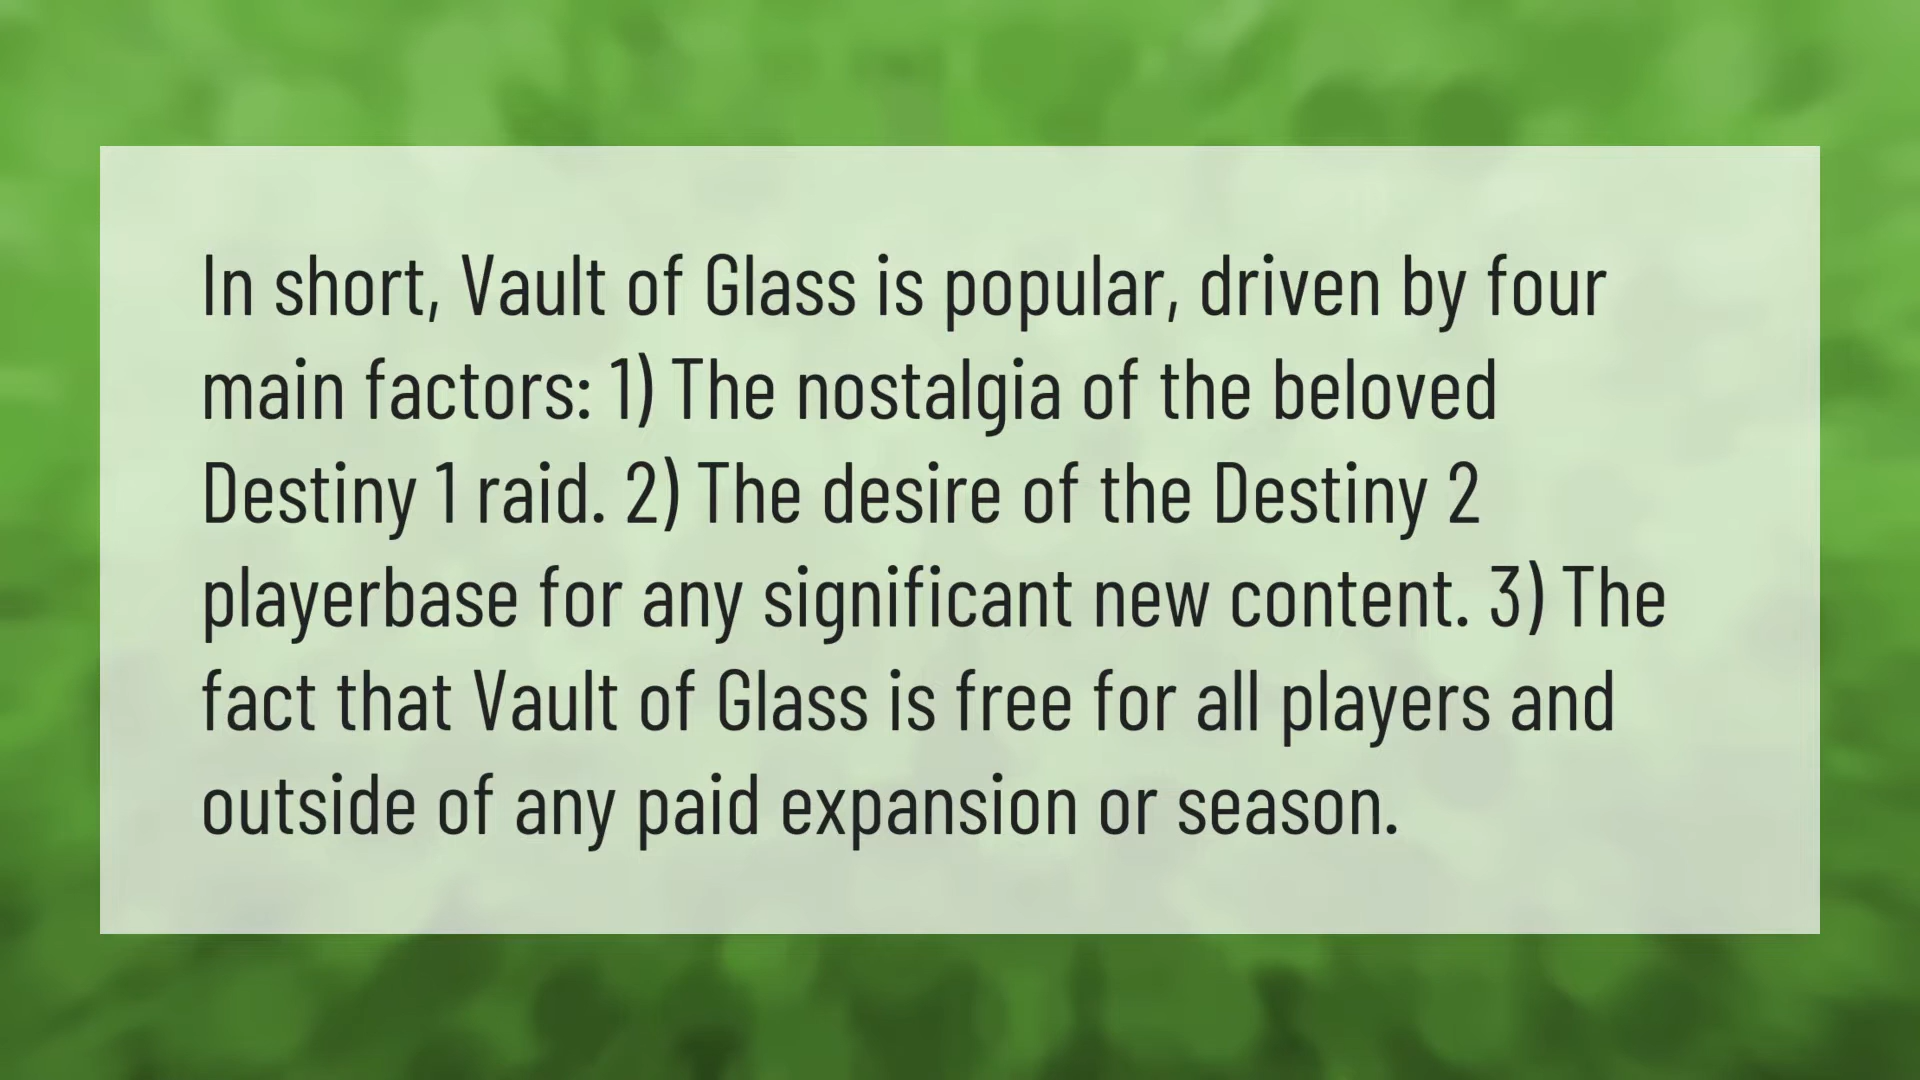 In short, Vault of Glass is popular, driven by four
main factors: 1) The nostalgia of the beloved
Destiny 1 raid. 2) The desire of the Destiny 2
playerbase for any significant new content. 3) The
fact that Vault of Glass is free for all players and
outside of any paid expansion or season.